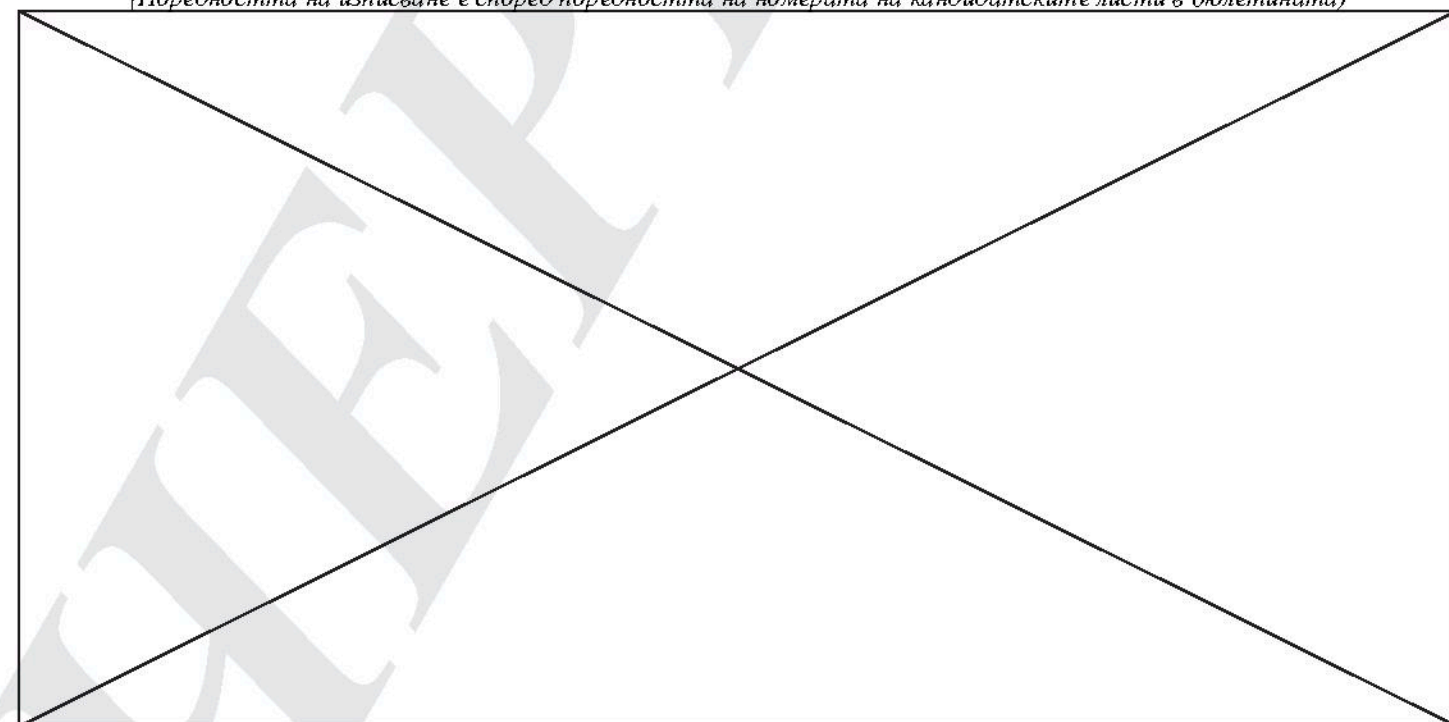 Поредността на изписване е според поредността на номерата на кандидатските листи в бюлетината)